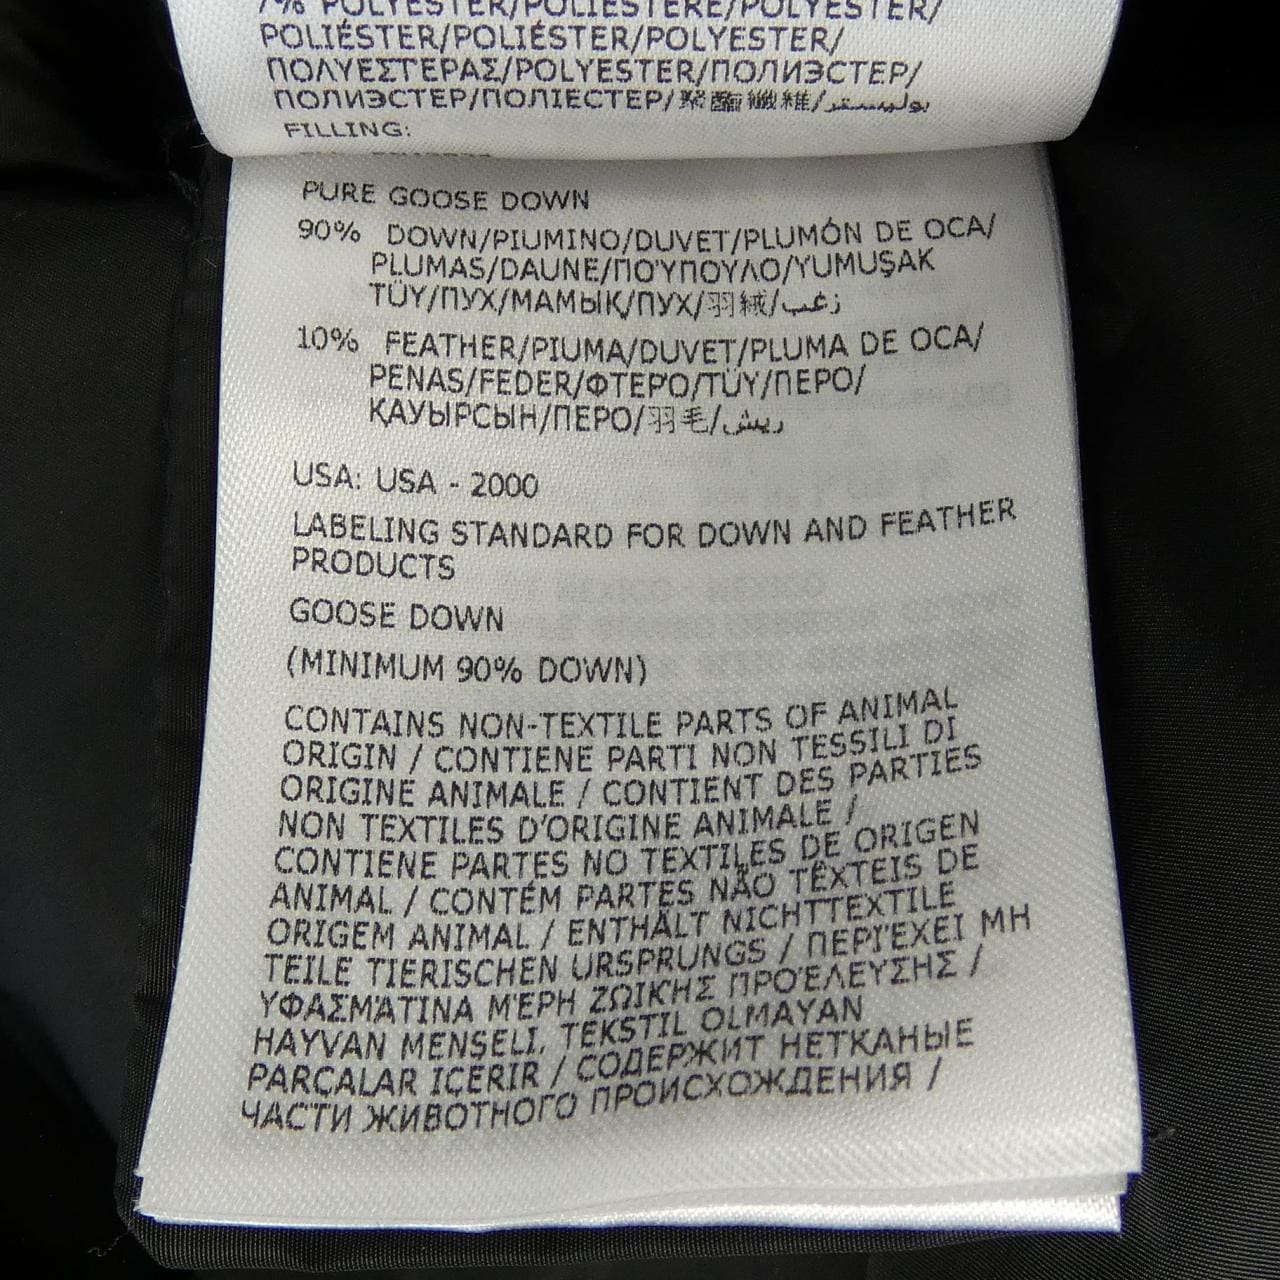 POLYESTER/POLIESTERE/POLYESTER/
POLIÉSTER/POLIÉSTER/POLYESTER/
ΠΟΛΥΕΣΤΕΡΑΣ/POLYESTER/ПОЛИЭСТЕР/
ПОЛИЭСТЕР/ПОЛІЕСТЕР/聚酯纖維/بوليستر
FILLING:
PURE GOOSE DOWN
90% DOWN/PIUMINO/DUVET/PLUMÓN DE OCA/
PLUMAS/DAUNE/ΠΟΎΠΟΥΛΟ/YUMUŞAK
TÜY/ПУХ/МАМЫҚ/ПУХ/羽絨/زغب
10% FEATHER/PIUMA/DUVET/PLUMA DE OCA/
PENAS/FEDER/ΦΤΕΡΟ/TÜY/ПЕРО/
ҚАУЫРСЫН/ПЕРО/羽毛/ريش
USA: USA - 2000
LABELING STANDARD FOR DOWN AND FEATHER
PRODUCTS
GOOSE DOWN
(MINIMUM 90% DOWN)
CONTAINS NON-TEXTILE PARTS OF ANIMAL
ORIGIN / CONTIENE PARTI NON TESSILI DI
ORIGINE ANIMALE / CONTIENT DES PARTIES
NON TEXTILES D'ORIGINE ANIMALE /
CONTIENE PARTES NO TEXTILES DE ORIGEN
ANIMAL / CONTÉM PARTES NÃO TÊXTEIS DE
ORIGEM ANIMAL / ENTHÄLT NICHTTEXTILE
TEILE TIERISCHEN URSPRUNGS / ΠΕΡΙΈΧΕΙ ΜΗ
ΥΦΑΣΜΆΤΙΝΑ ΜΈΡΗ ΖΩΙΚΉΣ ΠΡΟΈΛΕΥΣΗΣ /
HAYVAN MENŞELI, TEKSTIL OLMAYAN
PARÇALAR IÇERIR / СОДЕРЖИТ НЕТКАНЫЕ
ЧАСТИ ЖИВОТНОГО ПРОИСХОЖДЕНИЯ /